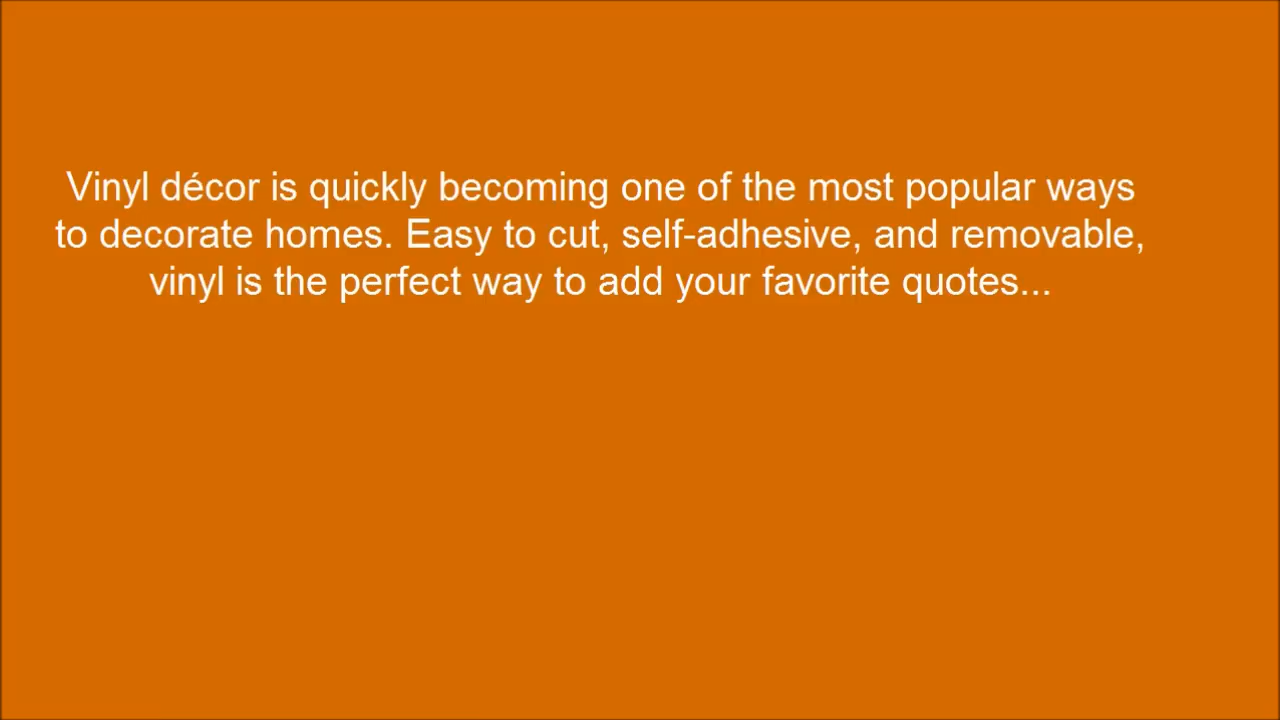 Vinyl décor is quickly becoming one of the most popular ways
to decorate homes. Easy to cut, self-adhesive, and removable,
vinyl is the perfect way to add your favorite quotes...